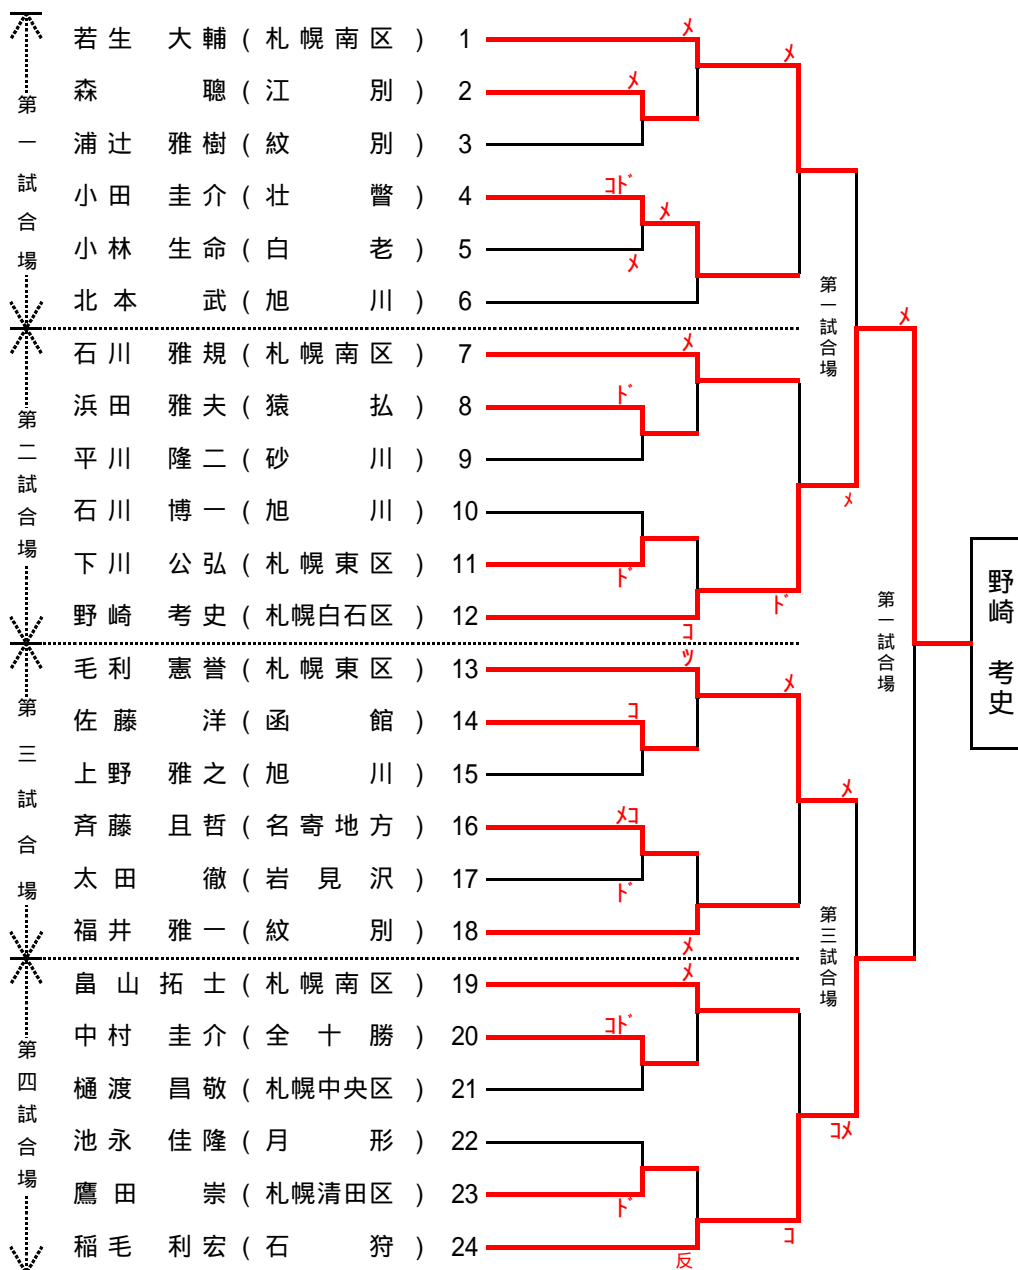 若生 大輔 ( 札幌南区 ) 1
森 聰 ( 江別 ) 2
浦辻 雅樹 ( 紋別 ) 3
小田 圭介 ( 壮瞥 ) 4
小林 生命 ( 白老 ) 5
北本 武 ( 旭川 ) 6
石川 雅規 ( 札幌南区 ) 7
浜田 雅夫 ( 猿払 ) 8
平川 隆二 ( 砂川 ) 9
石川 博一 ( 旭川 ) 10
下川 公弘 ( 札幌東区 ) 11
野崎 考史 ( 札幌白石区 ) 12
毛利 憲誉 ( 札幌東区 ) 13
佐藤 洋 ( 函館 ) 14
上野 雅之 ( 旭川 ) 15
斉藤 且哲 ( 名寄地方 ) 16
太田 徹 ( 岩見沢 ) 17
福井 雅一 ( 紋別 ) 18
畠山 拓士 ( 札幌南区 ) 19
中村 圭介 ( 全十勝 ) 20
樋渡 昌敬 ( 札幌中央区 ) 21
池永 佳隆 ( 月形 ) 22
鷹田 崇 ( 札幌清田区 ) 23
稲毛 利宏 ( 石狩 ) 24
第一試合場
第二試合場
第三試合場
第四試合場
メ
メ
コド
メ
メ
メ
ド
ド
コ
ツ
コ
メコ
ド
メ
メ
コド
ド
反
メ
ド
メ
コ
メ
メ
コメ
メ
第一試合場
第三試合場
第一試合場
野崎 考史